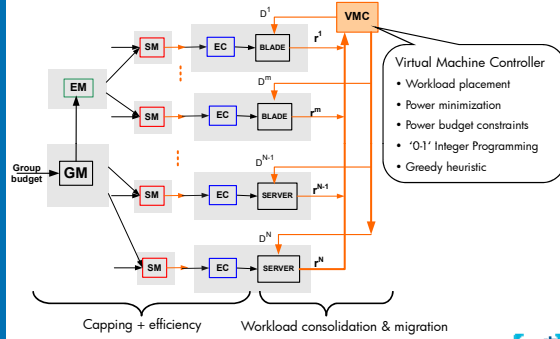 D1
VMC
SM
EC
BLADE
r1
Virtual Machine Controller
• Workload placement
• Power minimization
• Power budget constraints
• '0-1' Integer Programming
• Greedy heuristic
EM
Dm
SM
EC
BLADE
rm
Group
budget
GM
DN-1
SM
EC
SERVER
rN-1
DN
SM
EC
SERVER
rN
Capping + efficiency
Workload consolidation & migration